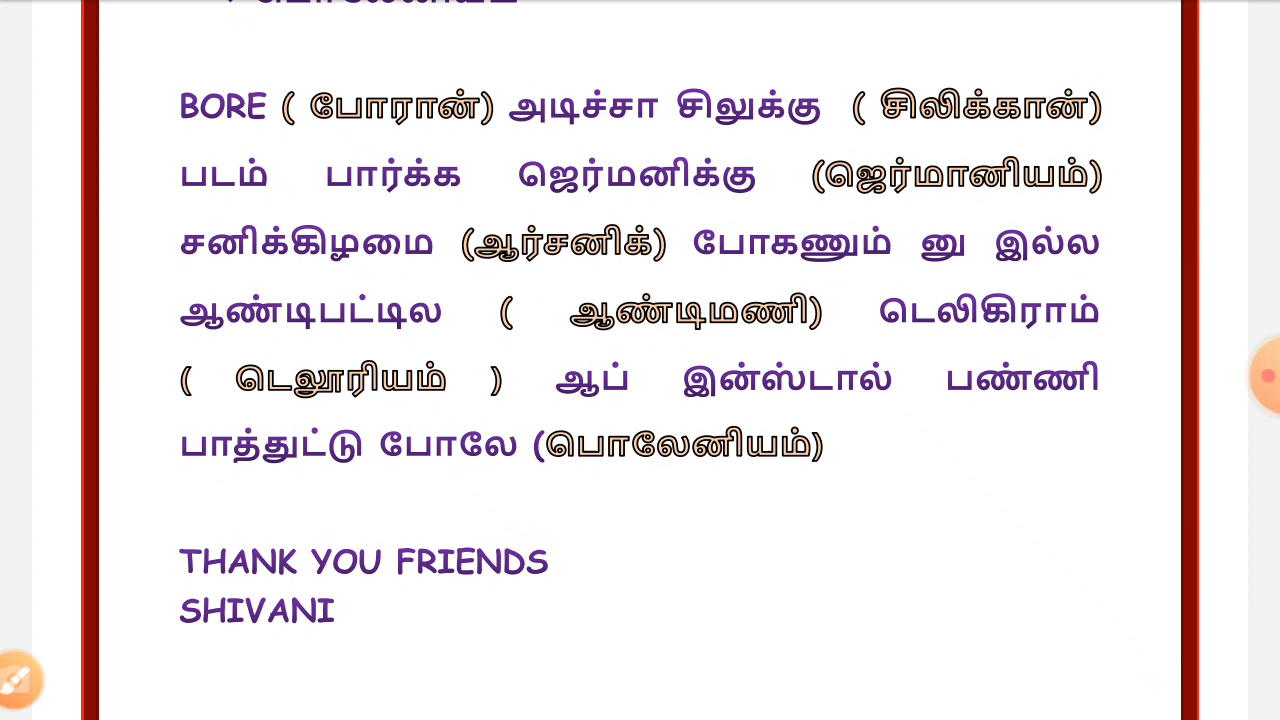 BORE ( போரான்) அடிச்சா சிலுக்கு ( சிலிக்கான்)
படம் பார்க்க ஜெர்மனிக்கு (ஜெர்மானியம்)
சனிக்கிழமை (ஆர்சனிக்) போகணும் னு இல்ல
ஆண்டிபட்டில ( ஆண்டிமணி) டெலிகிராம்
( டெலூரியம் ) ஆப் இன்ஸ்டால் பண்ணி
பாத்துட்டு போலே (பொலேனியம்)
THANK YOU FRIENDS
SHIVANI